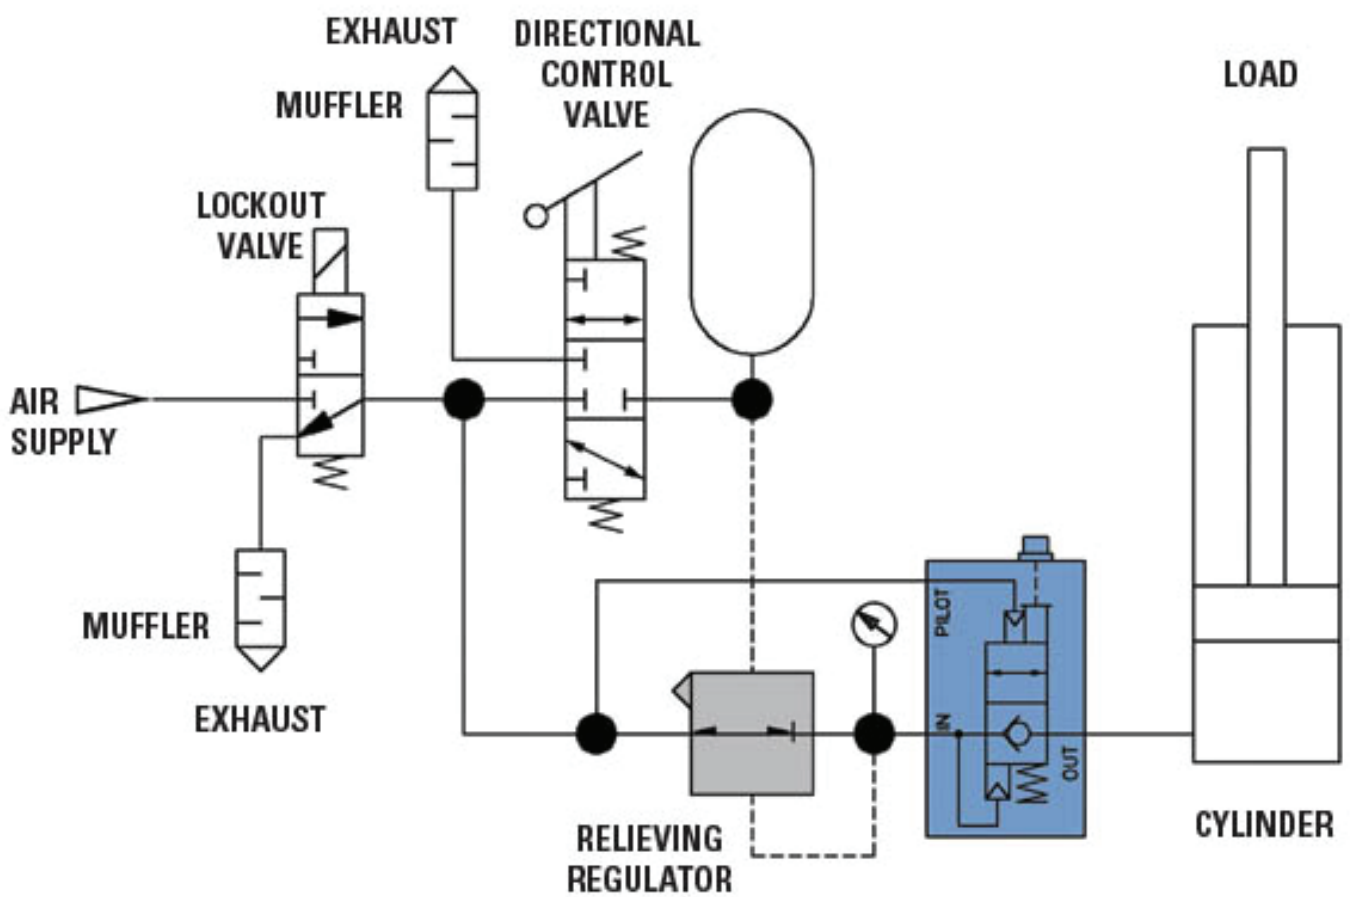 EXHAUST
DIRECTIONAL
CONTROL
VALVE
MUFFLER
LOAD
LOCKOUT
VALVE
AIR
SUPPLY
MUFFLER
EXHAUST
PILOT
IN
OUT
RELIEVING
REGULATOR
CYLINDER